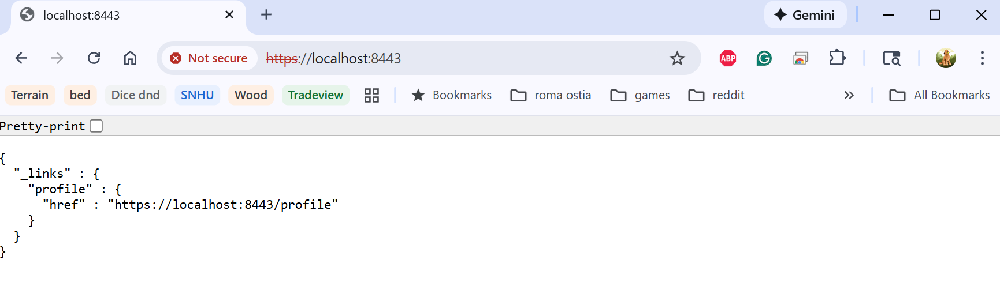 localhost:8443
Gemini
Not secure https://localhost:8443
ABP
Terrain bed Dice dnd SNHU Wood Tradeview Bookmarks roma ostia games reddit All Bookmarks
Pretty-print
{
  "_links" : {
    "profile" : {
      "href" : "https://localhost:8443/profile"
    }
  }
}